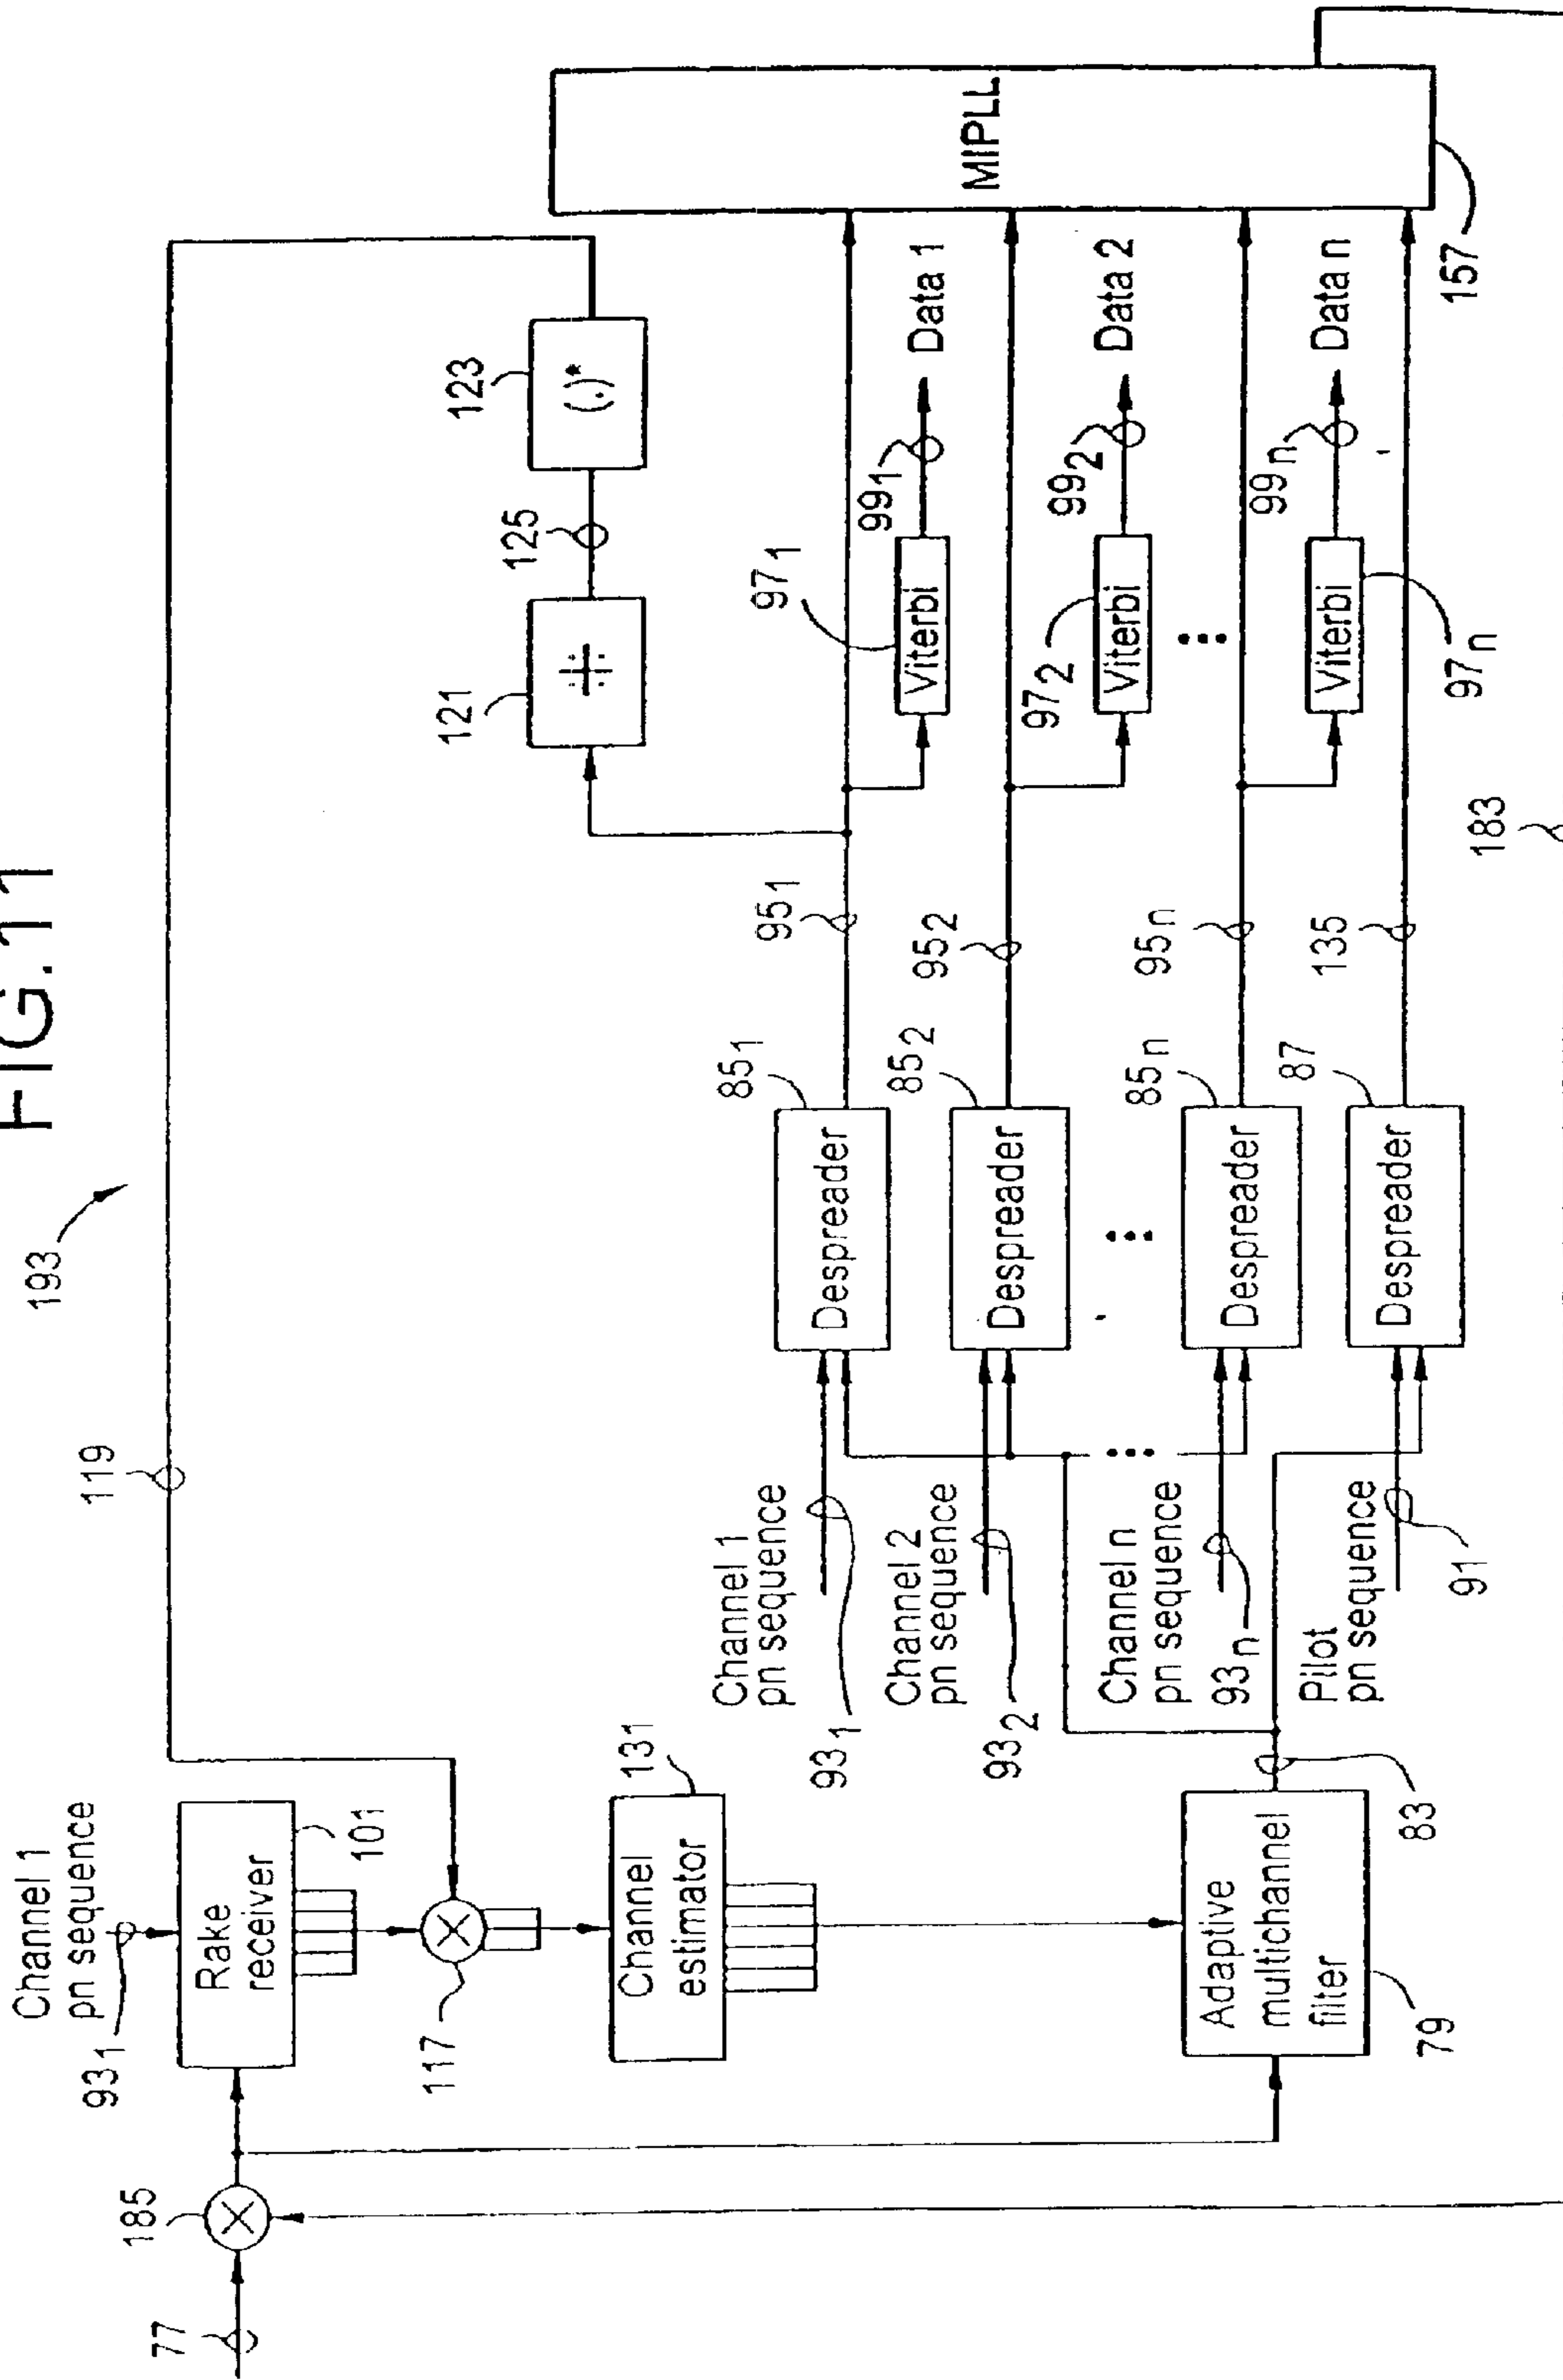 FIG.11
193
119
77
185
Channel 1
pn sequence
93₁
Rake
receiver
101
117
Channel
estimator
131
121
125
123
(.)*
Adaptive
multichannel
filter
79
83
Channel 1
pn sequence
93₁
Channel 2
pn sequence
93₂
Channel n
pn sequence
93n
Pilot
pn sequence
91
Despreader
85₁
95₁
Despreader
85₂
95₂
Despreader
85n
95n
Despreader
87
135
Viterbi
97₁
99₁
Data 1
Viterbi
97₂
99₂
Data 2
Viterbi
97n
99n
Data n
MIPLL
157
183